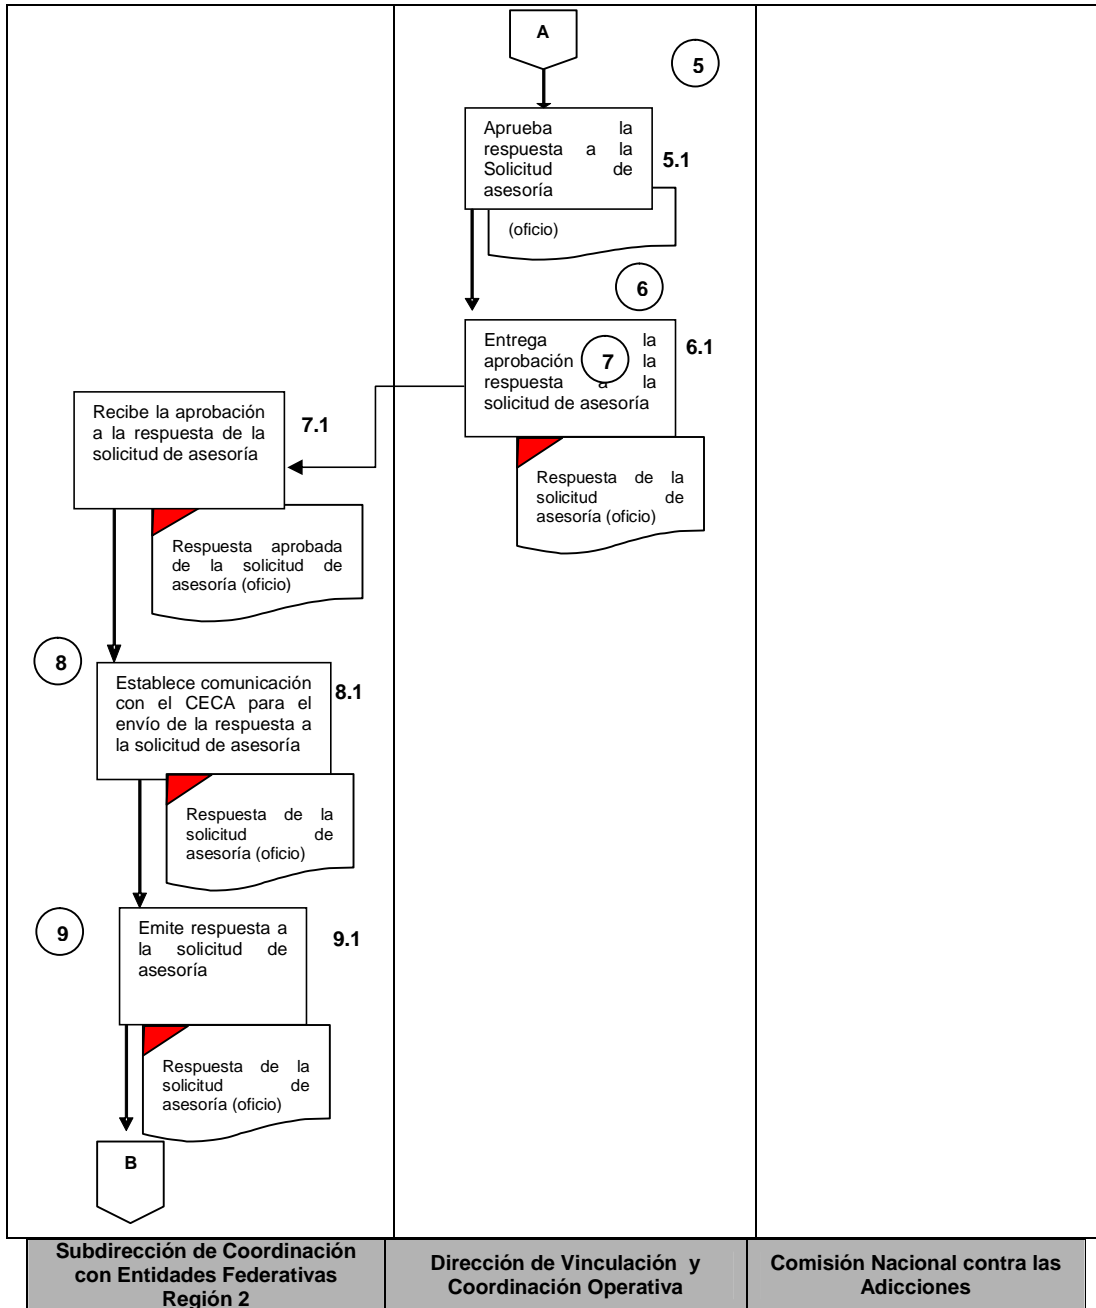 A
5
Aprueba la
respuesta a la
Solicitud de
asesoría
5.1
(oficio)
6
Entrega la
aprobación la
respuesta a la
solicitud de asesoría
7
6.1
Respuesta de la
solicitud de
asesoría (oficio)
Recibe la aprobación
a la respuesta de la
solicitud de asesoría
7.1
Respuesta aprobada
de la solicitud de
asesoría (oficio)
8
Establece comunicación
con el CECA para el
envío de la respuesta a
la solicitud de asesoría
8.1
Respuesta de la
solicitud de
asesoría (oficio)
9
Emite respuesta a
la solicitud de
asesoría
9.1
Respuesta de la
solicitud de
asesoría (oficio)
B
Subdirección de Coordinación
con Entidades Federativas
Región 2
Dirección de Vinculación y
Coordinación Operativa
Comisión Nacional contra las
Adicciones